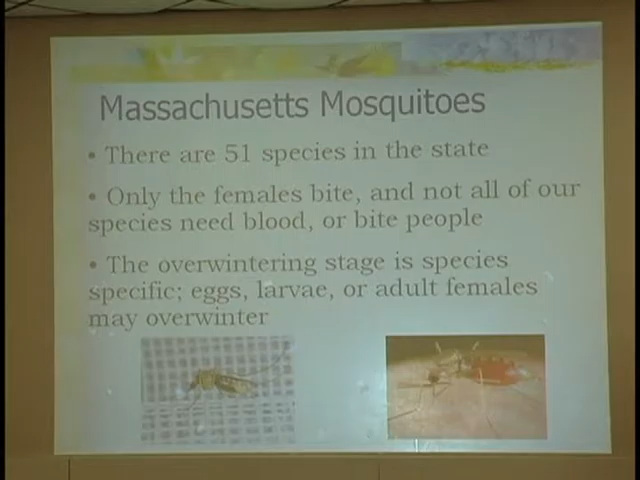 Massachusetts Mosquitoes
• There are 51 species in the state
• Only the females bite, and not all of our
species need blood, or bite people
• The overwintering stage is species
specific; eggs, larvae, or adult females
may overwinter